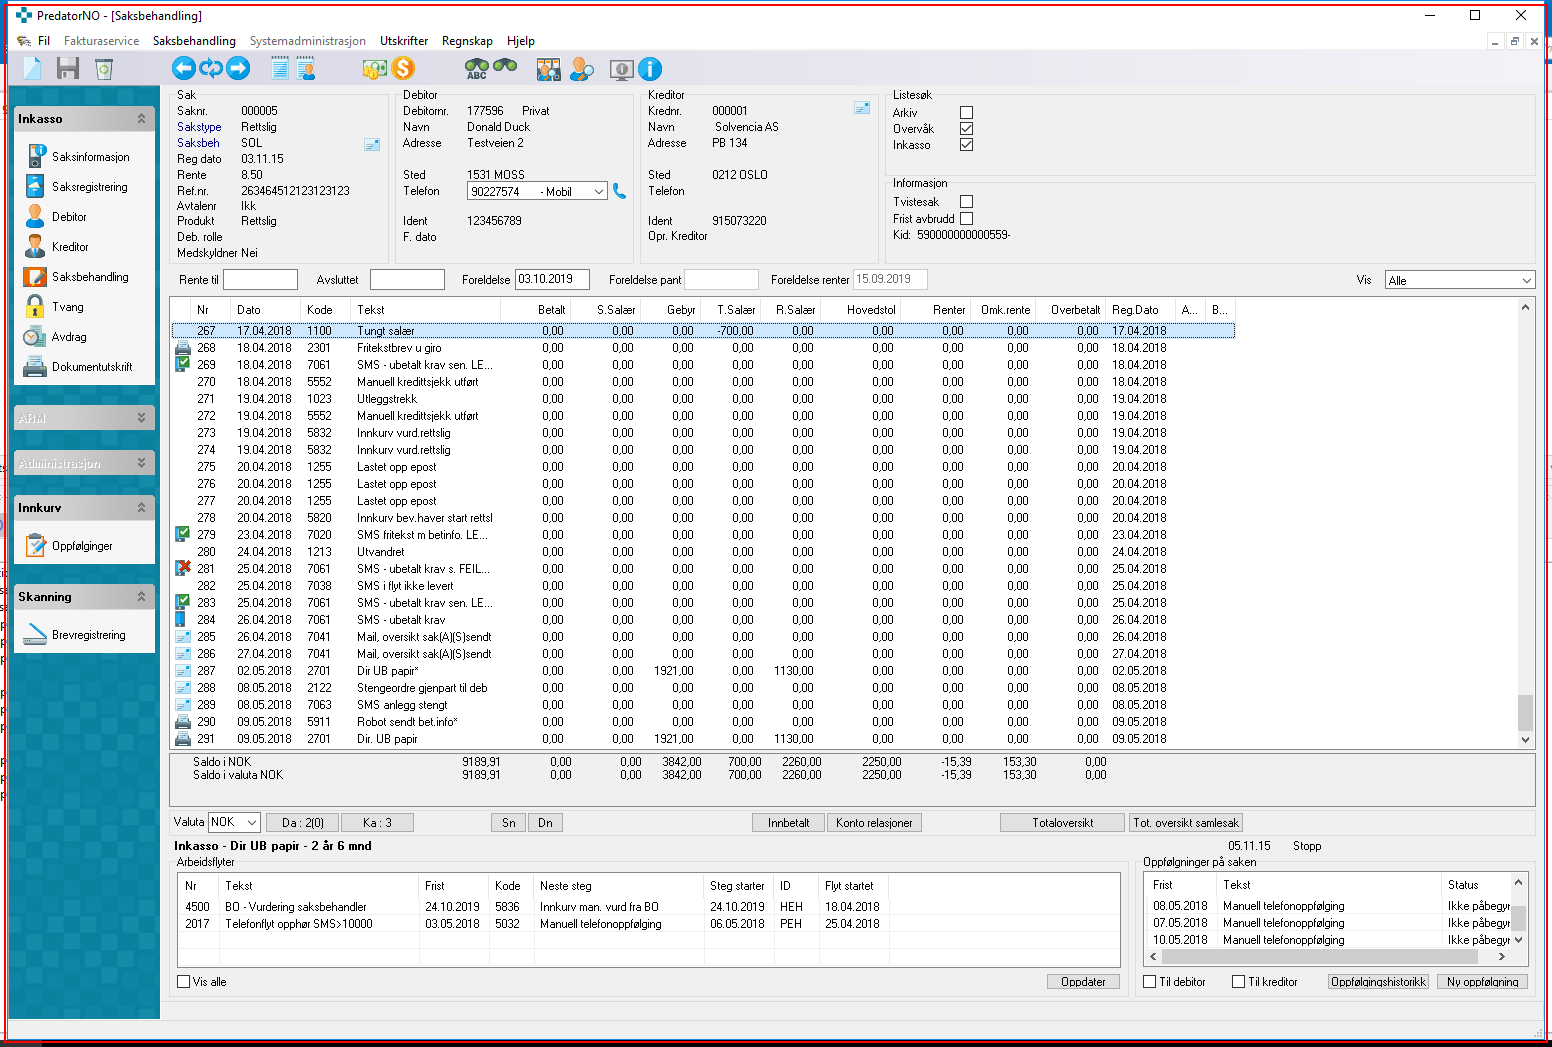 PredatorNO - [Saksbehandling]
Fil Fakturaservice Saksbehandling Systemadministrasjon Utskrifter Regnskap Hjelp
ABC
Inkasso
Saksinformasjon
Saksregistrering
Debitor
Kreditor
Saksbehandling
Tvang
Avdrag
Dokumentutskrift
ARM
Administrasjon
Innkurv
Oppfølginger
Skanning
Brevregistrering
Sak
Saknr. 000005
Sakstype Rettslig
Saksbeh SOL
Reg dato 03.11.15
Rente 8.50
Ref.nr. 263464512123123123
Avtalenr Ikk
Produkt Rettslig
Deb. rolle
Medskyldner Nei
Debitor
Debitornr. 177596 Privat
Navn Donald Duck
Adresse Testveien 2
Sted 1531 MOSS
Telefon 90227574 - Mobil
Ident 123456789
F. dato
Kreditor
Krednr. 000001
Navn Solvencia AS
Adresse PB 134
Sted 0212 OSLO
Telefon
Ident 915073220
Opr. Kreditor
Listesøk
Arkiv
Overvåk
Inkasso
Informasjon
Tvistesak
Frist avbrudd
Kid: 590000000000559-
Rente til Avsluttet Foreldelse 03.10.2019 Foreldelse pant Foreldelse renter 15.09.2019 Vis Alle
Nr Dato Kode Tekst Betalt S.Salær Gebyr T.Salær R.Salær Hovedstol Renter Omk.rente Overbetalt Reg.Dato A... B...
267 17.04.2018 1100 Tungt salær 0,00 0,00 0,00 -700,00 0,00 0,00 0,00 0,00 0,00 17.04.2018
268 18.04.2018 2301 Fritekstbrev u giro 0,00 0,00 0,00 0,00 0,00 0,00 0,00 0,00 0,00 18.04.2018
269 18.04.2018 7061 SMS - ubetalt krav sen. LE... 0,00 0,00 0,00 0,00 0,00 0,00 0,00 0,00 0,00 18.04.2018
270 18.04.2018 5552 Manuell kredittsjekk utført 0,00 0,00 0,00 0,00 0,00 0,00 0,00 0,00 0,00 18.04.2018
271 19.04.2018 1023 Utleggstrekk 0,00 0,00 0,00 0,00 0,00 0,00 0,00 0,00 0,00 19.04.2018
272 19.04.2018 5552 Manuell kredittsjekk utført 0,00 0,00 0,00 0,00 0,00 0,00 0,00 0,00 0,00 19.04.2018
273 19.04.2018 5832 Innkurv vurd.rettslig 0,00 0,00 0,00 0,00 0,00 0,00 0,00 0,00 0,00 19.04.2018
274 19.04.2018 5832 Innkurv vurd.rettslig 0,00 0,00 0,00 0,00 0,00 0,00 0,00 0,00 0,00 19.04.2018
275 20.04.2018 1255 Lastet opp epost 0,00 0,00 0,00 0,00 0,00 0,00 0,00 0,00 0,00 20.04.2018
276 20.04.2018 1255 Lastet opp epost 0,00 0,00 0,00 0,00 0,00 0,00 0,00 0,00 0,00 20.04.2018
277 20.04.2018 1255 Lastet opp epost 0,00 0,00 0,00 0,00 0,00 0,00 0,00 0,00 0,00 20.04.2018
278 20.04.2018 5820 Innkurv bev.haver start rettsl 0,00 0,00 0,00 0,00 0,00 0,00 0,00 0,00 0,00 20.04.2018
279 23.04.2018 7020 SMS fritekst m betinfo. LE... 0,00 0,00 0,00 0,00 0,00 0,00 0,00 0,00 0,00 23.04.2018
280 24.04.2018 1213 Utvandret 0,00 0,00 0,00 0,00 0,00 0,00 0,00 0,00 0,00 24.04.2018
281 25.04.2018 7061 SMS - ubetalt krav s. FEIL... 0,00 0,00 0,00 0,00 0,00 0,00 0,00 0,00 0,00 25.04.2018
282 25.04.2018 7038 SMS i flyt ikke levert 0,00 0,00 0,00 0,00 0,00 0,00 0,00 0,00 0,00 25.04.2018
283 25.04.2018 7061 SMS - ubetalt krav sen. LE... 0,00 0,00 0,00 0,00 0,00 0,00 0,00 0,00 0,00 25.04.2018
284 26.04.2018 7061 SMS - ubetalt krav 0,00 0,00 0,00 0,00 0,00 0,00 0,00 0,00 0,00 26.04.2018
285 26.04.2018 7041 Mail, oversikt sak(A)(S)sendt 0,00 0,00 0,00 0,00 0,00 0,00 0,00 0,00 0,00 26.04.2018
286 27.04.2018 7041 Mail, oversikt sak(A)(S)sendt 0,00 0,00 0,00 0,00 0,00 0,00 0,00 0,00 0,00 27.04.2018
287 02.05.2018 2701 Dir UB papir* 0,00 0,00 1921,00 0,00 1130,00 0,00 0,00 0,00 0,00 02.05.2018
288 08.05.2018 2122 Stengeordre gjenpart til deb 0,00 0,00 0,00 0,00 0,00 0,00 0,00 0,00 0,00 08.05.2018
289 08.05.2018 7063 SMS anlegg stengt 0,00 0,00 0,00 0,00 0,00 0,00 0,00 0,00 0,00 08.05.2018
290 09.05.2018 5911 Robot sendt bet.info* 0,00 0,00 0,00 0,00 0,00 0,00 0,00 0,00 0,00 09.05.2018
291 09.05.2018 2701 Dir. UB papir 0,00 0,00 1921,00 0,00 1130,00 0,00 0,00 0,00 0,00 09.05.2018
Saldo i NOK 9189,91 0,00 0,00 3842,00 700,00 2260,00 2250,00 -15,39 153,30 0,00
Saldo i valuta NOK 9189,91 0,00 0,00 3842,00 700,00 2260,00 2250,00 -15,39 153,30 0,00
Valuta NOK Da : 2(0) Ka : 3 Sn Dn Innbetalt Konto relasjoner Totaloversikt Tot. oversikt samlesak
Inkasso - Dir UB papir - 2 år 6 mnd 05.11.15 Stopp
Arbeidsflyter
Nr Tekst Frist Kode Neste steg Steg starter ID Flyt startet
4500 BO - Vurdering saksbehandler 24.10.2019 5836 Innkurv man. vurd fra BO 24.10.2019 HEH 18.04.2018
2017 Telefonflyt opphør SMS>10000 03.05.2018 5032 Manuell telefonoppfølging 06.05.2018 PEH 25.04.2018
Vis alle Oppdater
Oppfølgninger på saken
Frist Tekst Status
08.05.2018 Manuell telefonoppfølging Ikke påbegyr
07.05.2018 Manuell telefonoppfølging Ikke påbegyr
10.05.2018 Manuell telefonoppfølging Ikke påbegyr
Til debitor Til kreditor Oppfølgingshistorikk Ny oppfølgning